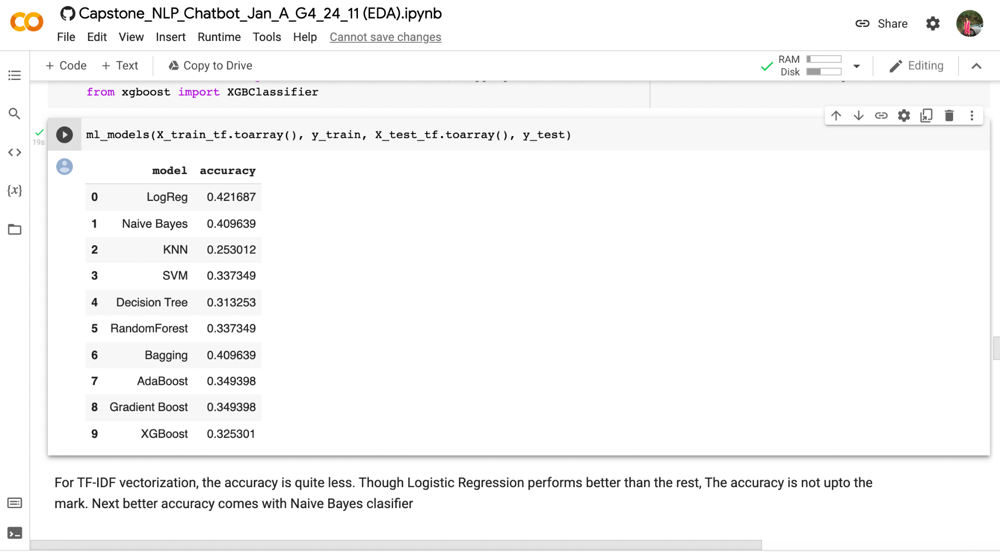 Capstone_NLP_Chatbot_Jan_A_G4_24_11 (EDA).ipynb
Share
File Edit View Insert Runtime Tools Help Cannot save changes
+ Code + Text Copy to Drive
RAM
Disk
Editing
from xgboost import XGBClassifier
19s
ml_models(X_train_tf.toarray(), y_train, X_test_tf.toarray(), y_test)
model accuracy
0 LogReg 0.421687
1 Naive Bayes 0.409639
2 KNN 0.253012
3 SVM 0.337349
4 Decision Tree 0.313253
5 RandomForest 0.337349
6 Bagging 0.409639
7 AdaBoost 0.349398
8 Gradient Boost 0.349398
9 XGBoost 0.325301
For TF-IDF vectorization, the accuracy is quite less. Though Logistic Regression performs better than the rest, The accuracy is not upto the
mark. Next better accuracy comes with Naive Bayes clasifier